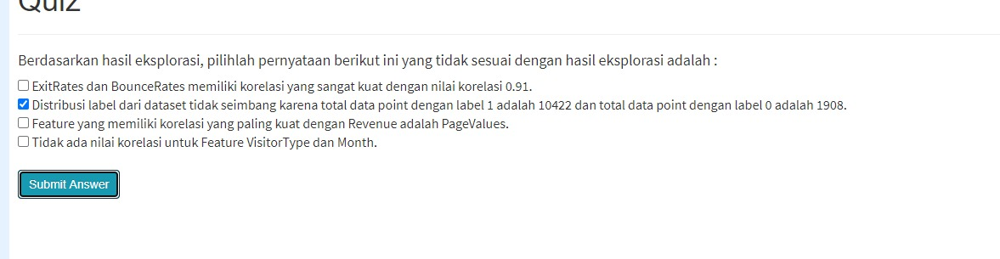 Quiz
Berdasarkan hasil eksplorasi, pilihlah pernyataan berikut ini yang tidak sesuai dengan hasil eksplorasi adalah :
ExitRates dan BounceRates memiliki korelasi yang sangat kuat dengan nilai korelasi 0.91.
Distribusi label dari dataset tidak seimbang karena total data point dengan label 1 adalah 10422 dan total data point dengan label 0 adalah 1908.
Feature yang memiliki korelasi yang paling kuat dengan Revenue adalah PageValues.
Tidak ada nilai korelasi untuk Feature VisitorType dan Month.
Submit Answer